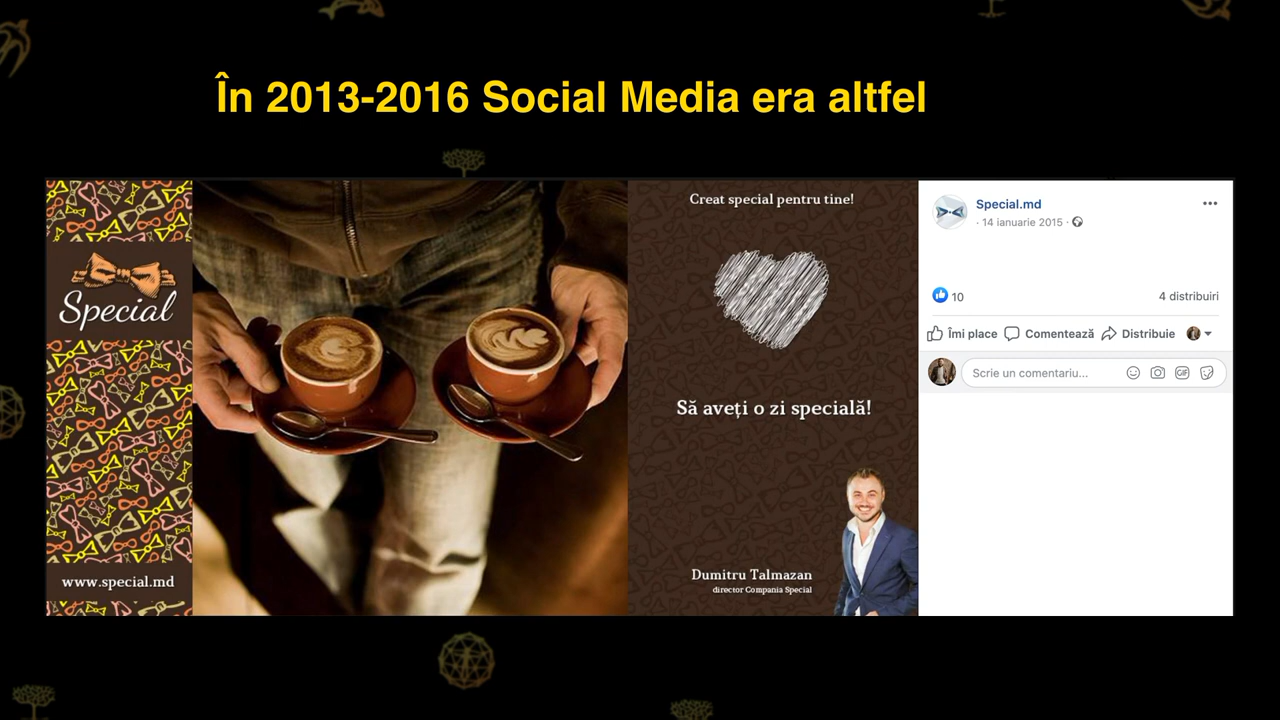 În 2013-2016 Social Media era altfel
Special
www.special.md
Creat special pentru tine!
Să aveți o zi specială!
Dumitru Talmazan
director Compania Special
Special.md
· 14 ianuarie 2015 ·
10
4 distribuiri
Îmi place
Comentează
Distribuie
Scrie un comentariu...
GIF